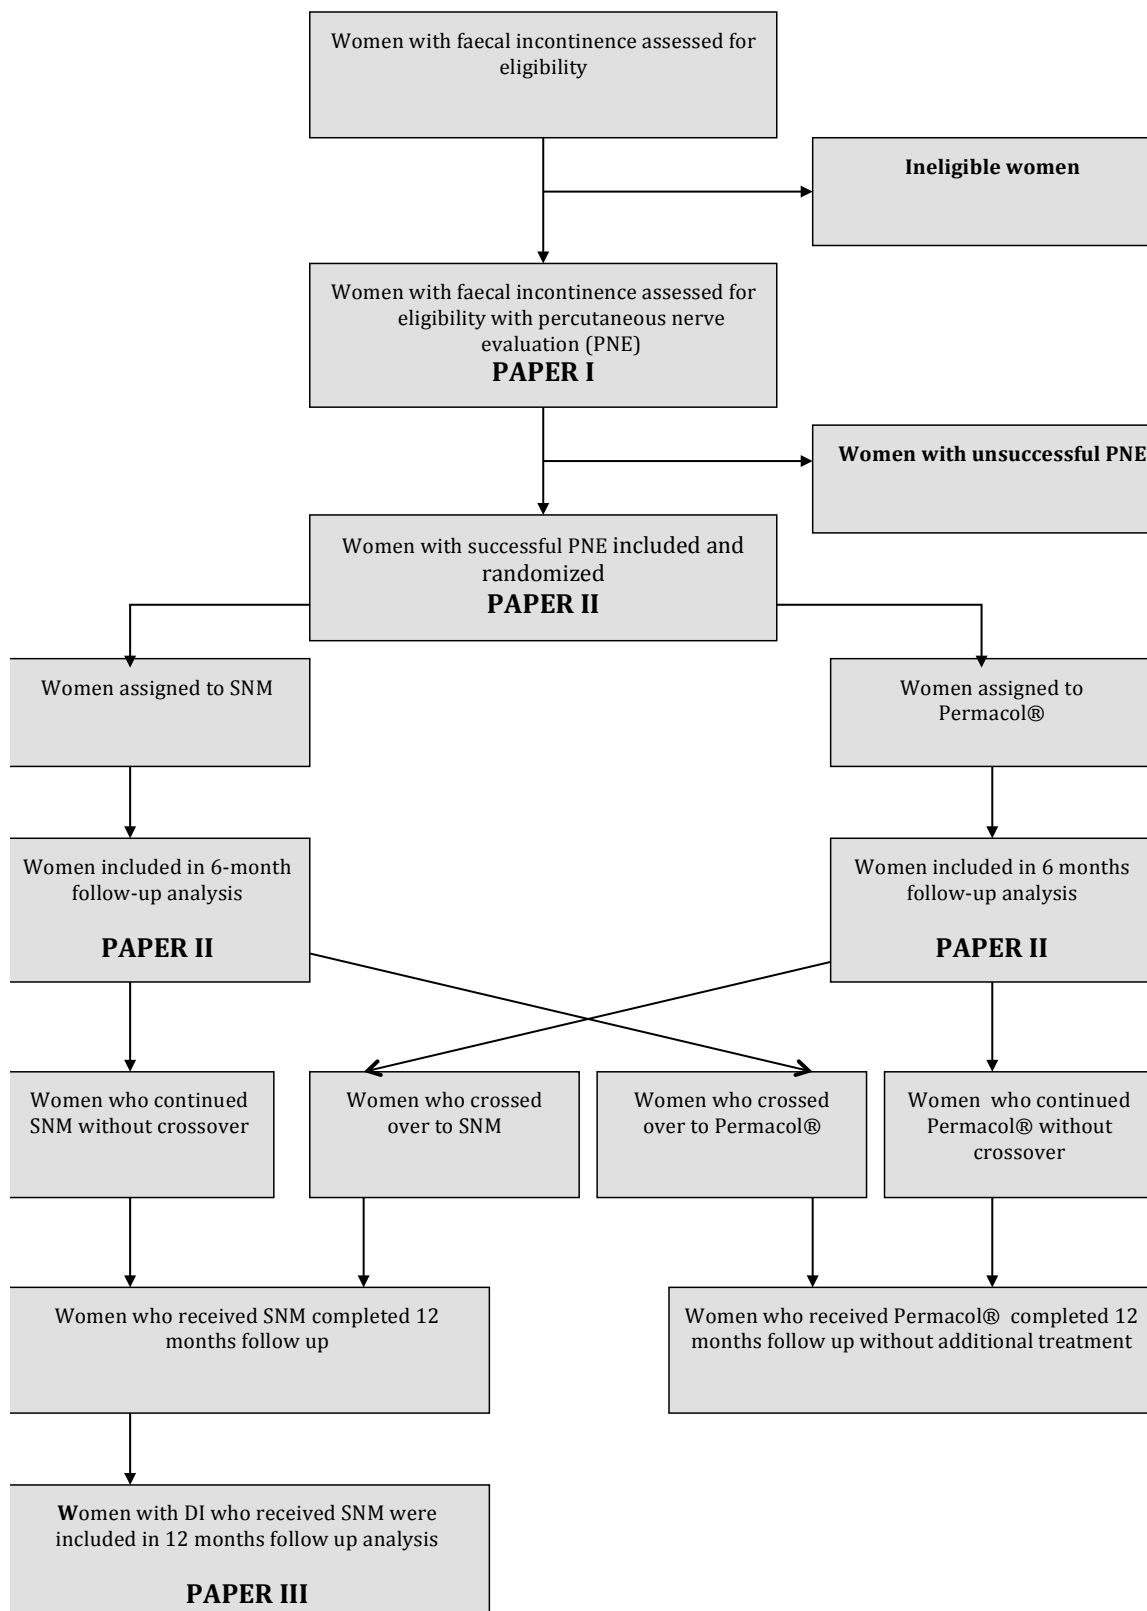 Women with faecal incontinence assessed for
eligibility
Ineligible women
Women with faecal incontinence assessed for
eligibility with percutaneous nerve
evaluation (PNE)
PAPER I
Women with unsuccessful PNE
Women with successful PNE included and
randomized
PAPER II
Women assigned to SNM
Women assigned to
Permacol®
Women included in 6-month
follow-up analysis
PAPER II
Women included in 6 months
follow-up analysis
PAPER II
Women who continued
SNM without crossover
Women who crossed
over to SNM
Women who crossed
over to Permacol®
Women who continued
Permacol® without
crossover
Women who received SNM completed 12
months follow up
Women who received Permacol® completed 12
months follow up without additional treatment
Women with DI who received SNM were
included in 12 months follow up analysis
PAPER III